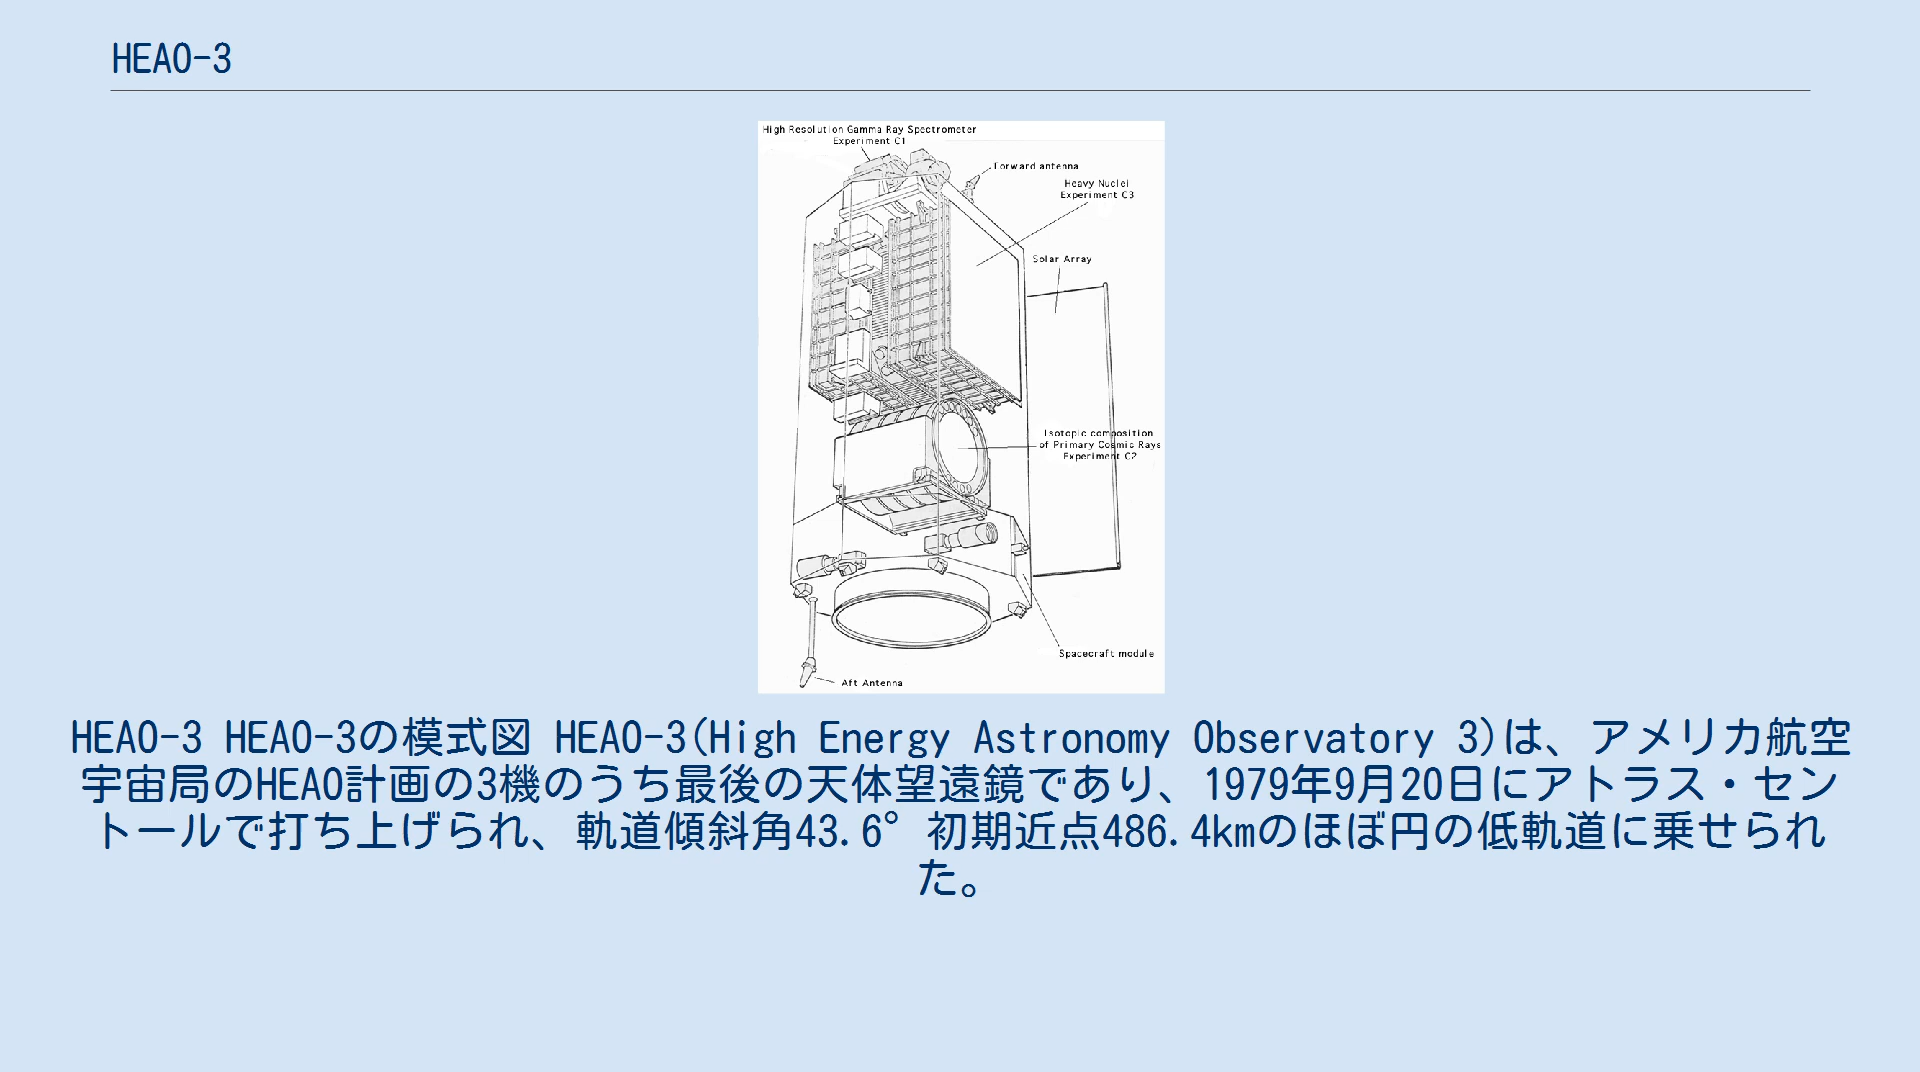 HEAO-3
High Resolution Gamma Ray Spectrometer
Experiment C1
Forward antenna
Heavy Nuclei
Experiment C3
Solar Array
Isotopic composition
of Primary Cosmic Rays
Experiment C2
Spacecraft module
Aft Antenna
HEAO-3 HEAO-3の模式図 HEAO-3(High Energy Astronomy Observatory 3)は、アメリカ航空
宇宙局のHEAO計画の3機のうち最後の天体望遠鏡であり、1979年9月20日にアトラス・セン
トールで打ち上げられ、軌道傾斜角43.6° 初期近点486.4kmのほぼ円の低軌道に乗せられ
た。